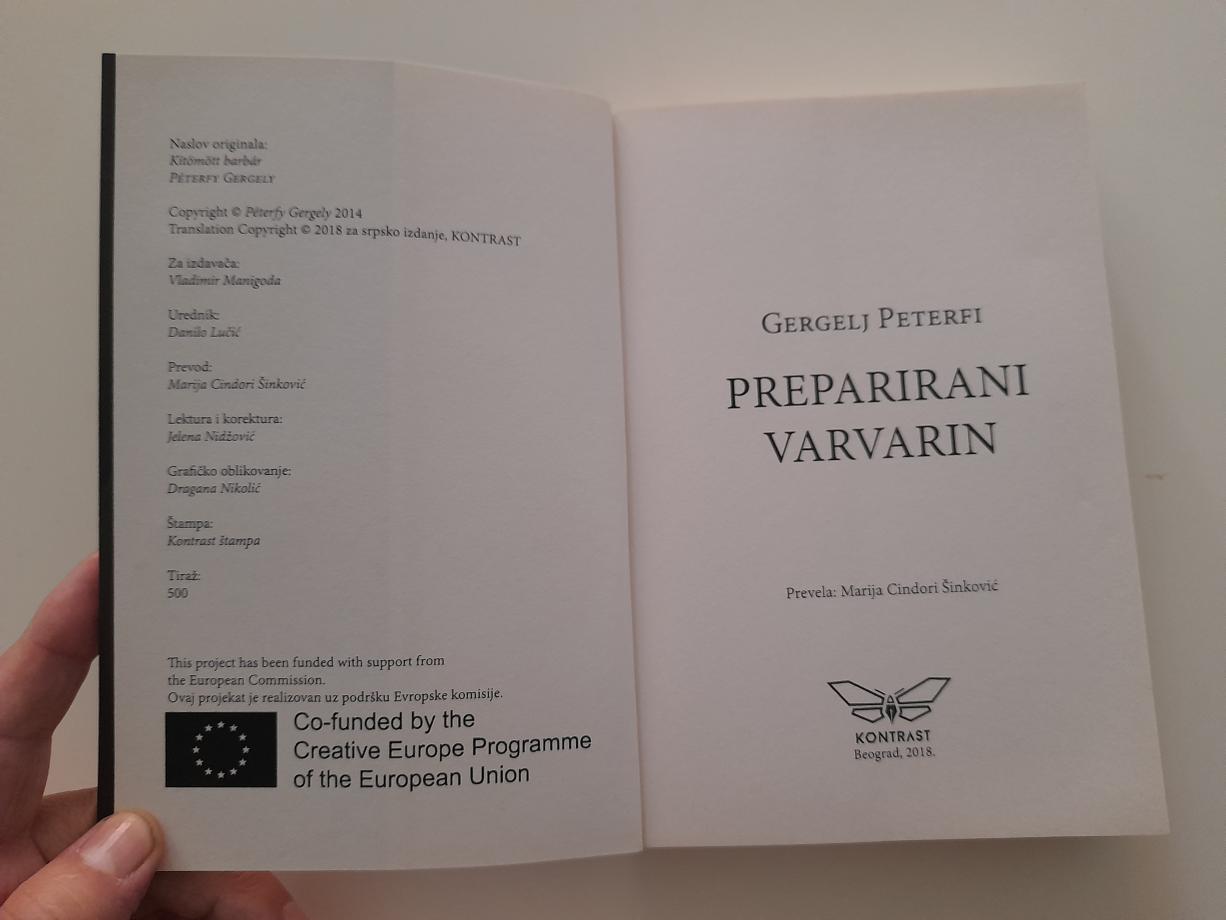 Naslov originala:
Kitömött barbár
Péterfy Gergely
Copyright © Péterfy Gergely 2014
Translation Copyright © 2018 za srpsko izdanje, KONTRAST
Za izdavača:
Vladimir Manigoda
Urednik:
Danilo Lučić
Prevod:
Marija Cindori Šinković
Lektura i korektura:
Jelena Nidžović
Grafičko oblikovanje:
Dragana Nikolić
Štampa:
Kontrast štampa
Tiraž:
500
This project has been funded with support from
the European Commission.
Ovaj projekat je realizovan uz podršku Evropske komisije.
Co-funded by the
Creative Europe Programme
of the European Union
Gergelj Peterfi
PREPARIRANI
VARVARIN
Prevela: Marija Cindori Šinković
KONTRAST
Beograd, 2018.